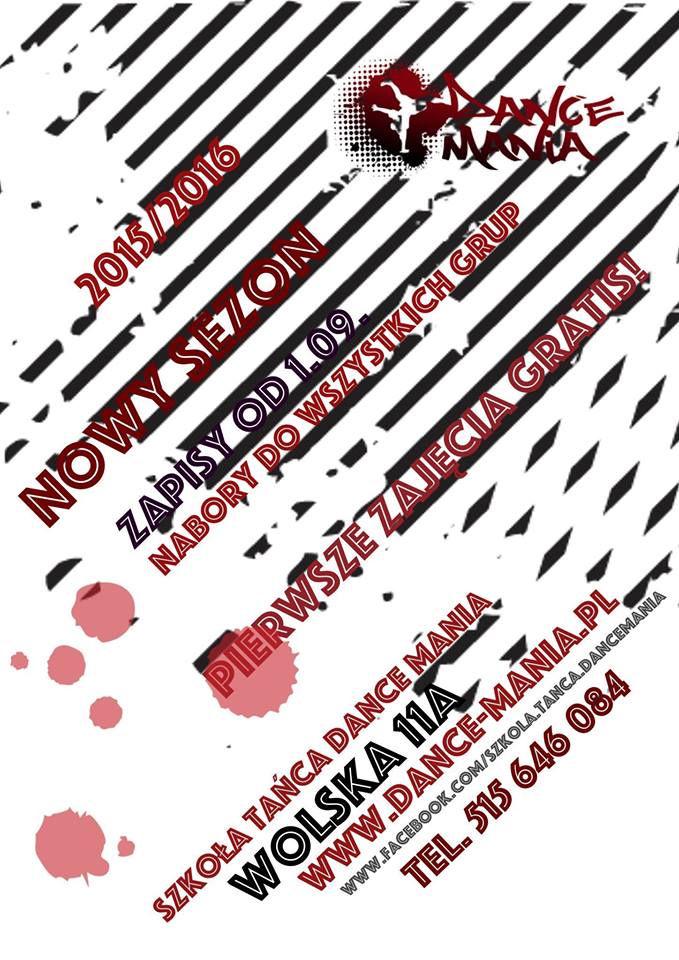 DANCE
MANIA
2015/2016
NOWY SEZON
ZAPISY OD 1.09.
NABORY DO WSZYSTKICH GRUP
PIERWSZE ZAJĘCIA GRATIS!
SZKOŁA TAŃCA DANCE MANIA
WOLSKA 11A
WWW.DANCE-MANIA.PL
WWW.FACEBOOK.COM/SZKOLA.TANCA.DANCEMANIA
TEL. 515 646 084